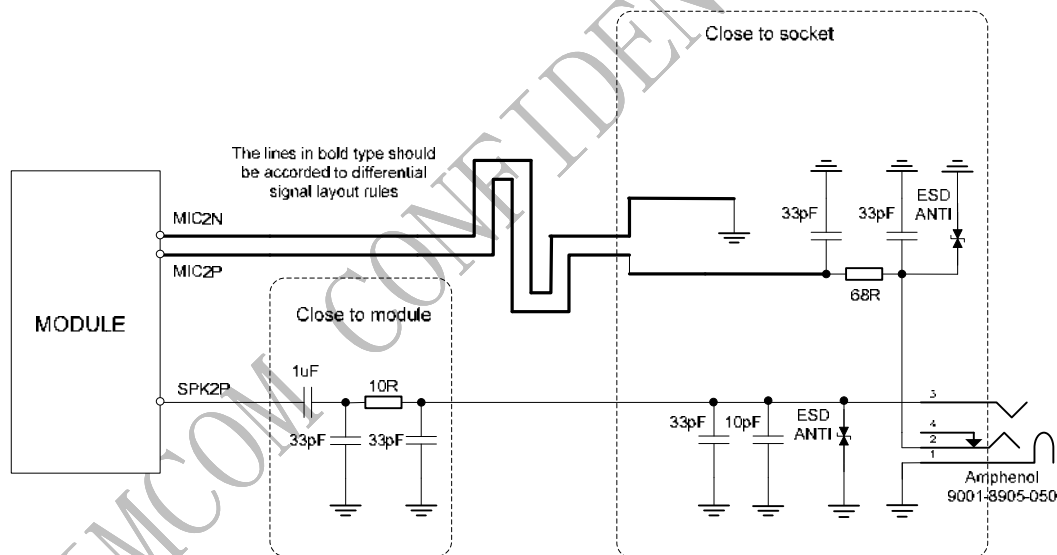 Close to socket
The lines in bold type should
be accorded to differential
signal layout rules
33pF
33pF
ESD
ANTI
MIC2N
MIC2P
68R
MODULE
Close to module
SPK2P
1uF
10R
33pF
33pF
33pF
10pF
ESD
ANTI
3
4
2
1
Amphenol
9001-8905-050
IMCOM CONFIDEN